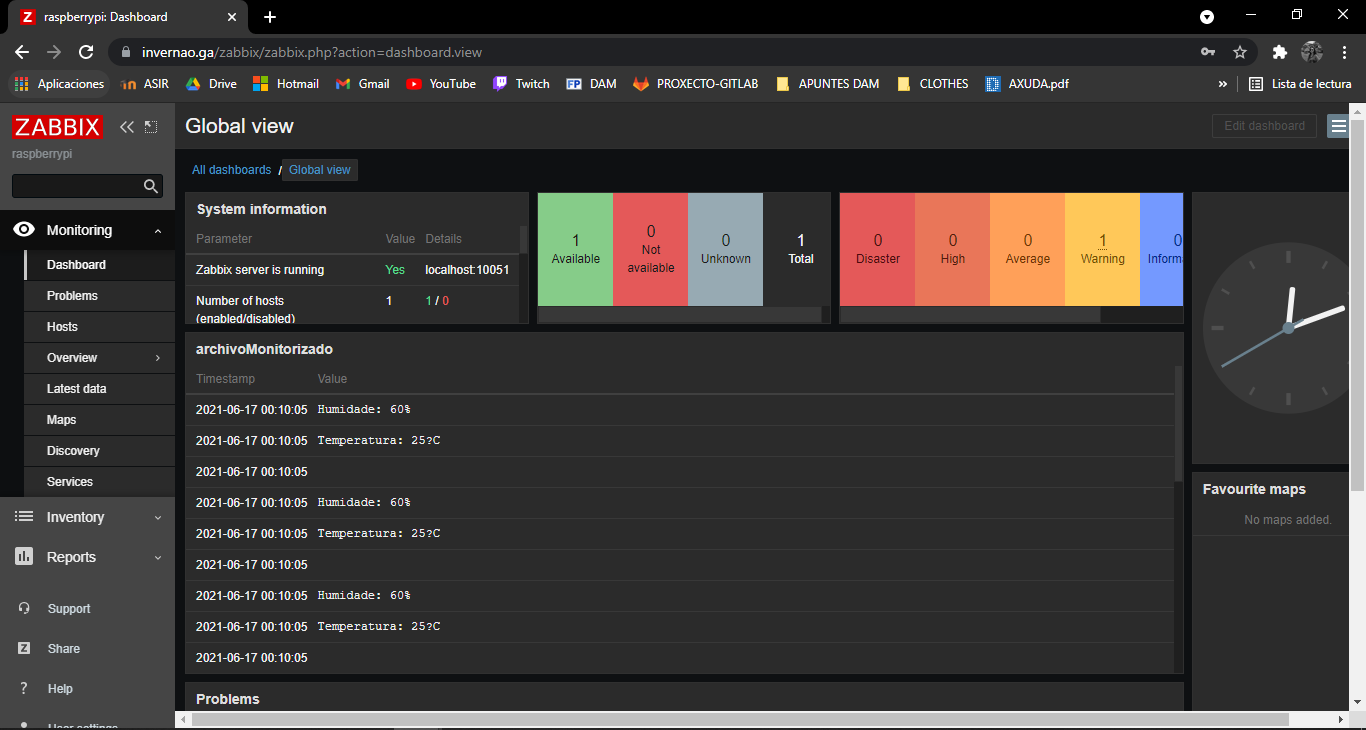 Z raspberrypi: Dashboard
invernao.ga/zabbix/zabbix.php?action=dashboard.view
Aplicaciones ASIR Drive Hotmail Gmail YouTube Twitch FP DAM PROXECTO-GITLAB APUNTES DAM CLOTHES AXUDA.pdf » Lista de lectura
ZABBIX
raspberrypi
Monitoring
Dashboard
Problems
Hosts
Overview
Latest data
Maps
Discovery
Services
Inventory
Reports
Support
Z Share
? Help
User settings
Global view
Edit dashboard
All dashboards / Global view
System information
Parameter Value Details
Zabbix server is running Yes localhost:10051
Number of hosts 1 1 / 0
(enabled/disabled)
1
Available
0
Not
available
0
Unknown
1
Total
0
Disaster
0
High
0
Average
1
Warning
0
Informa
archivoMonitorizado
Timestamp Value
2021-06-17 00:10:05 Humidade: 60%
2021-06-17 00:10:05 Temperatura: 25?C
2021-06-17 00:10:05
2021-06-17 00:10:05 Humidade: 60%
2021-06-17 00:10:05 Temperatura: 25?C
2021-06-17 00:10:05
2021-06-17 00:10:05 Humidade: 60%
2021-06-17 00:10:05 Temperatura: 25?C
2021-06-17 00:10:05
Problems
Favourite maps
No maps added.